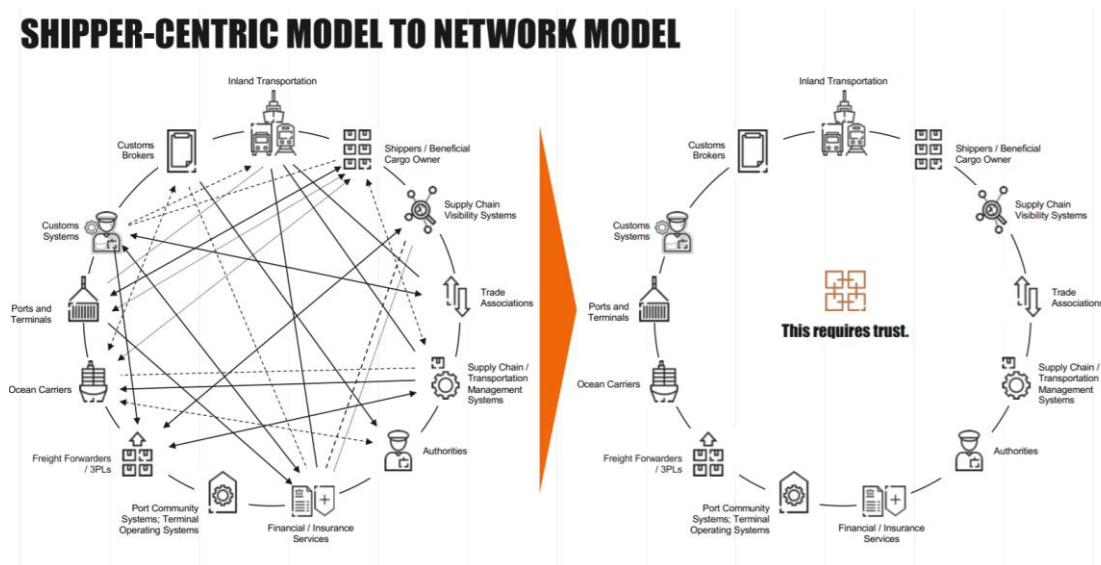 SHIPPER-CENTRIC MODEL TO NETWORK MODEL
Inland Transportation
Customs
Brokers
Shippers / Beneficial
Cargo Owner
Supply Chain
Visibility Systems
Customs
Systems
Trade
Associations
Ports and
Terminals
Supply Chain /
Transportation
Management
Systems
Ocean Carriers
Authorities
Freight Forwarders
/ 3PLs
Port Community
Systems; Terminal
Operating Systems
Financial / Insurance
Services
Inland Transportation
Customs
Brokers
Shippers / Beneficial
Cargo Owner
Supply Chain
Visibility Systems
Customs
Systems
Trade
Associations
Ports and
Terminals
This requires trust.
Supply Chain /
Transportation
Management
Systems
Ocean Carriers
Authorities
Freight Forwarders
/ 3PLs
Port Community
Systems; Terminal
Operating Systems
Financial / Insurance
Services